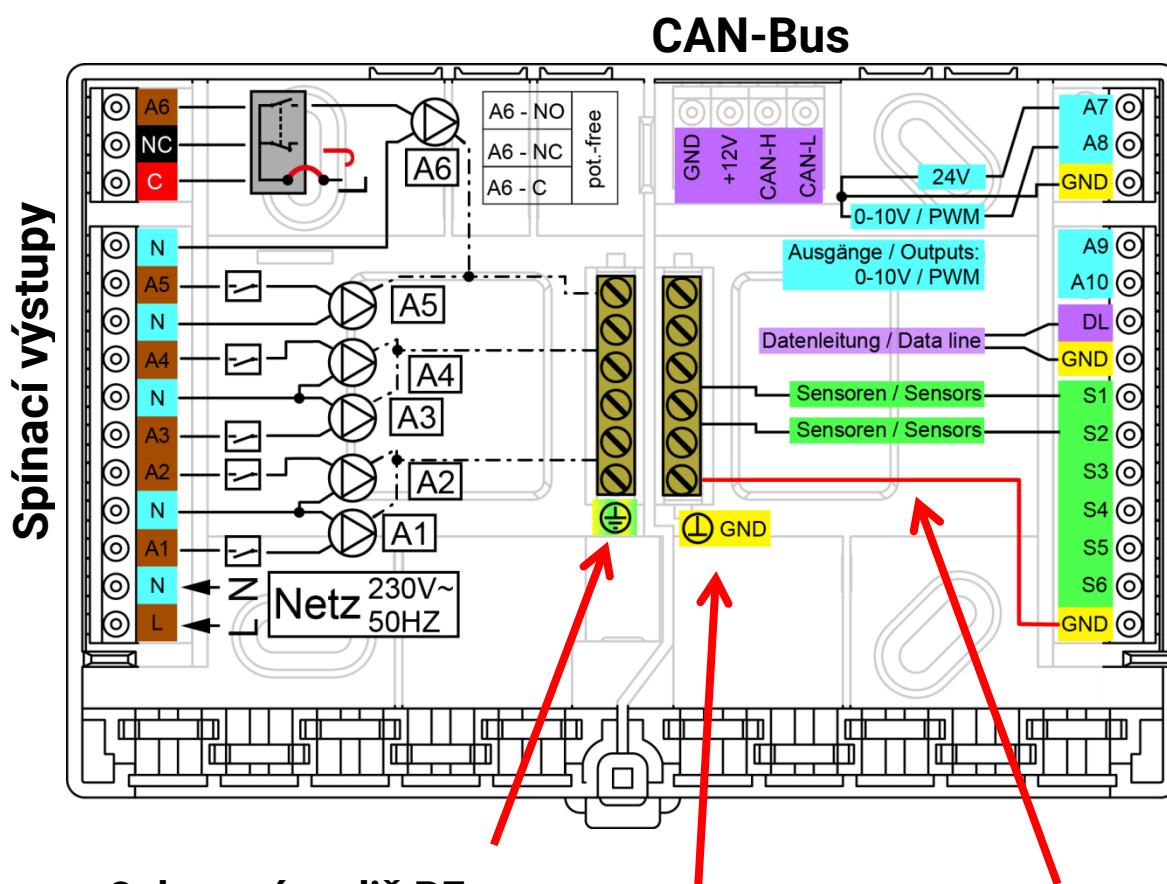 CAN-Bus
Spínací výstupy
A6
NC
C
N
A5
N
A4
N
A3
A2
N
A1
N
L
L
A6
A5
A4
A3
A2
A1
N
L
Netz 230V~
50HZ
A6 - NO
A6 - NC
A6 - C
pot.-free
GND
+12V
CAN-H
CAN-L
24V
0-10V / PWM
Ausgänge / Outputs:
0-10V / PWM
Datenleitung / Data line
Sensoren / Sensors
Sensoren / Sensors
GND
A7
A8
GND
A9
A10
DL
GND
S1
S2
S3
S4
S5
S6
GND